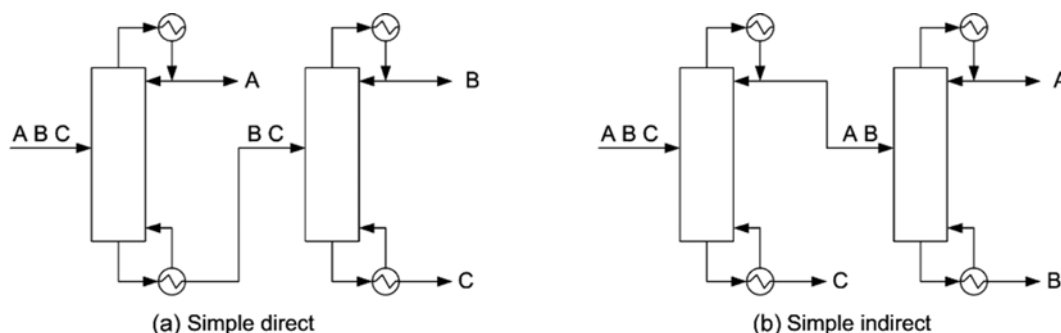 A
B
A B C
B C
C
(a) Simple direct
A
A B C
A B
C
B
(b) Simple indirect